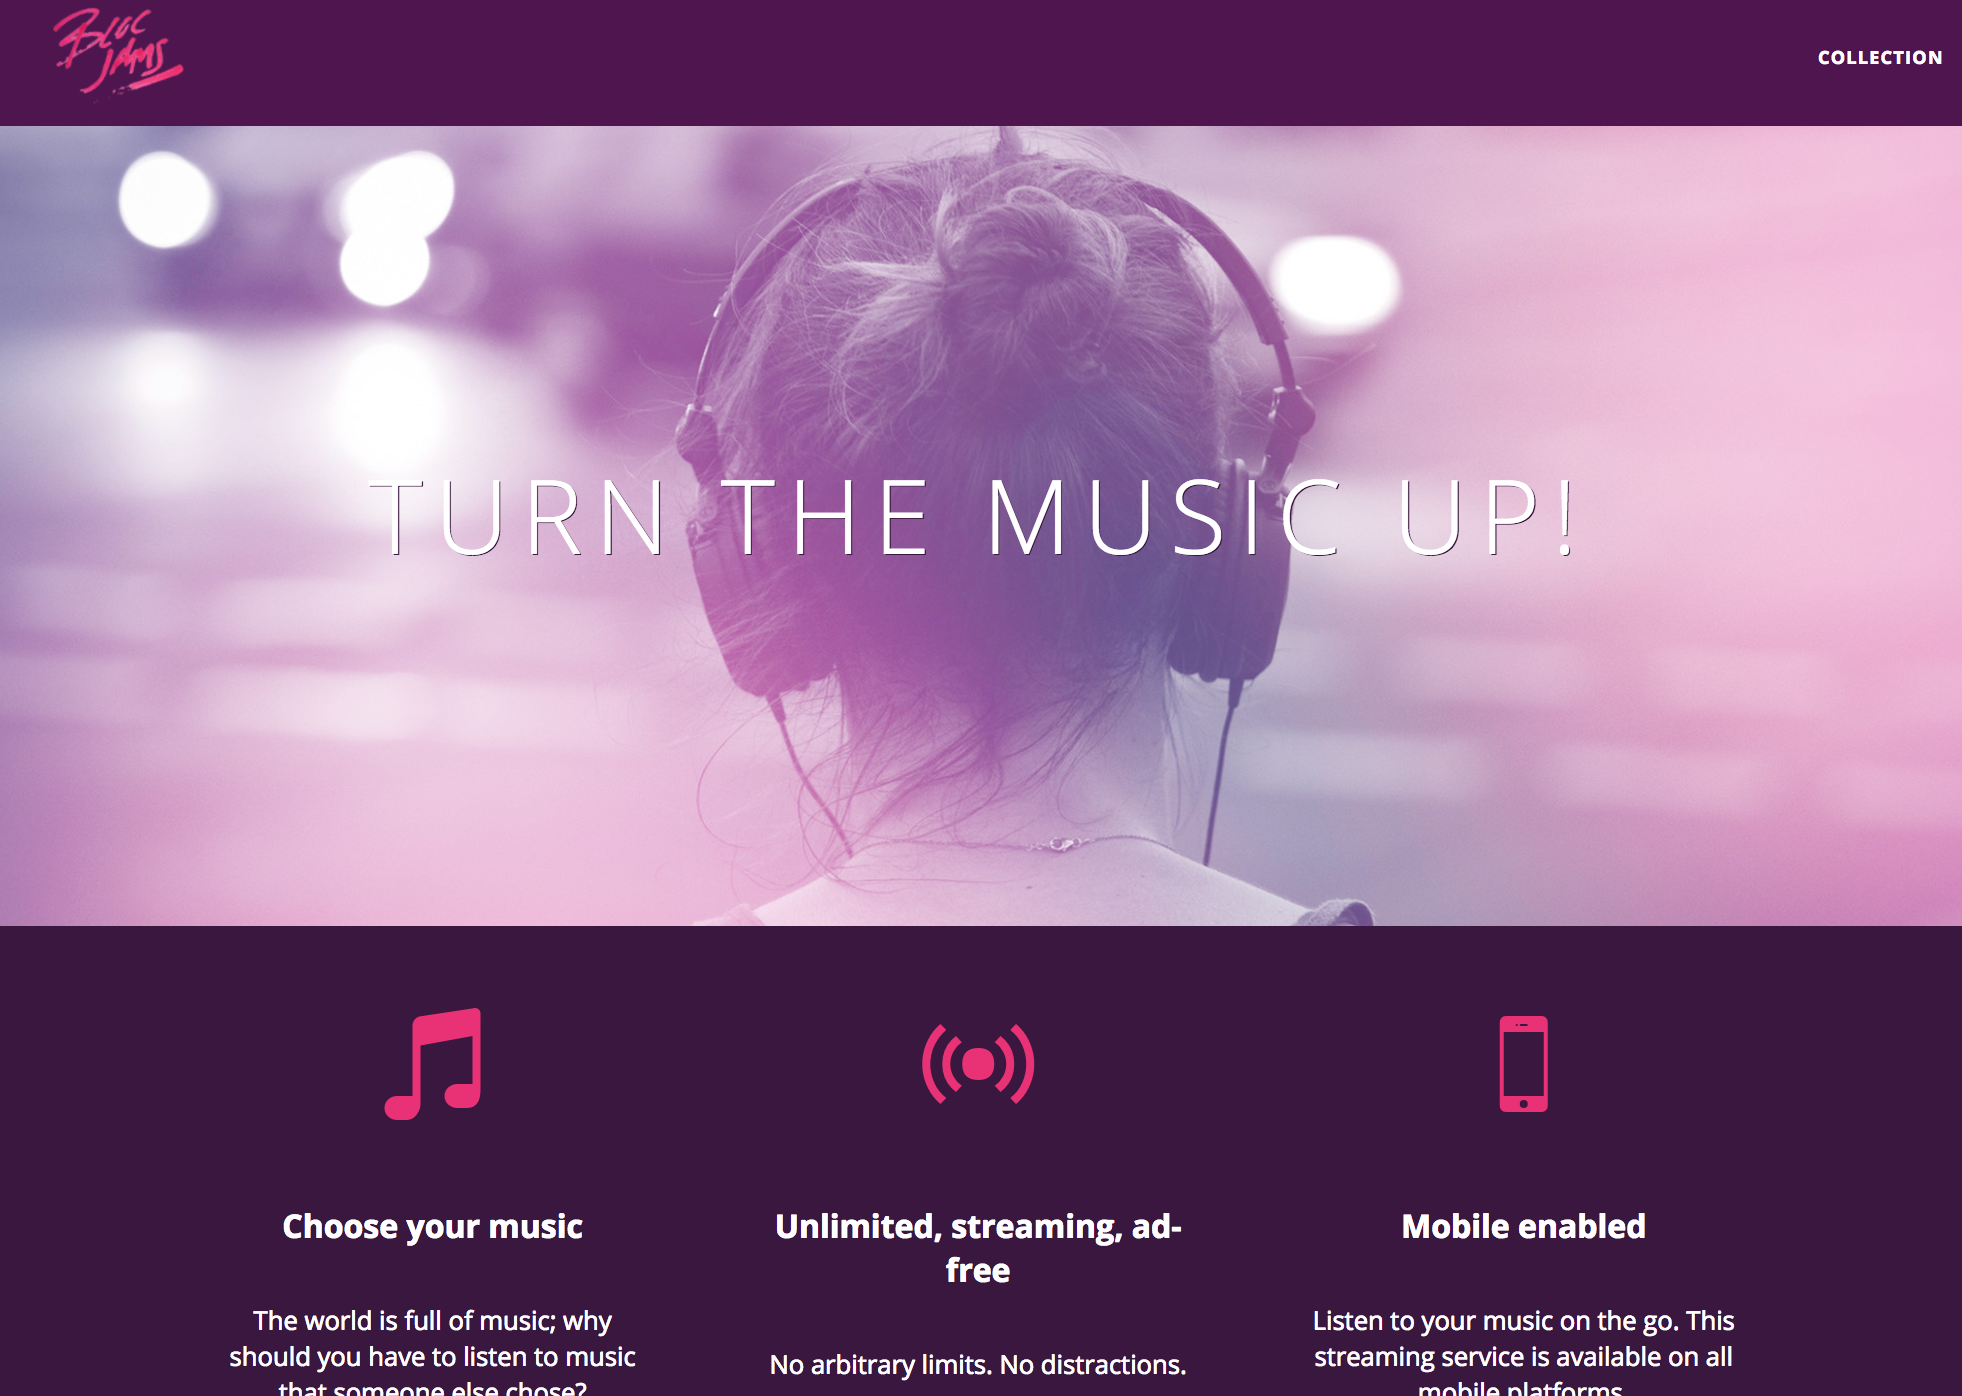 BLOC
JAMS
COLLECTION
TURN THE MUSIC UP!
Choose your music
The world is full of music; why
should you have to listen to music
that someone else chose?
Unlimited, streaming, ad-
free
No arbitrary limits. No distractions.
Mobile enabled
Listen to your music on the go. This
streaming service is available on all
mobile platforms.